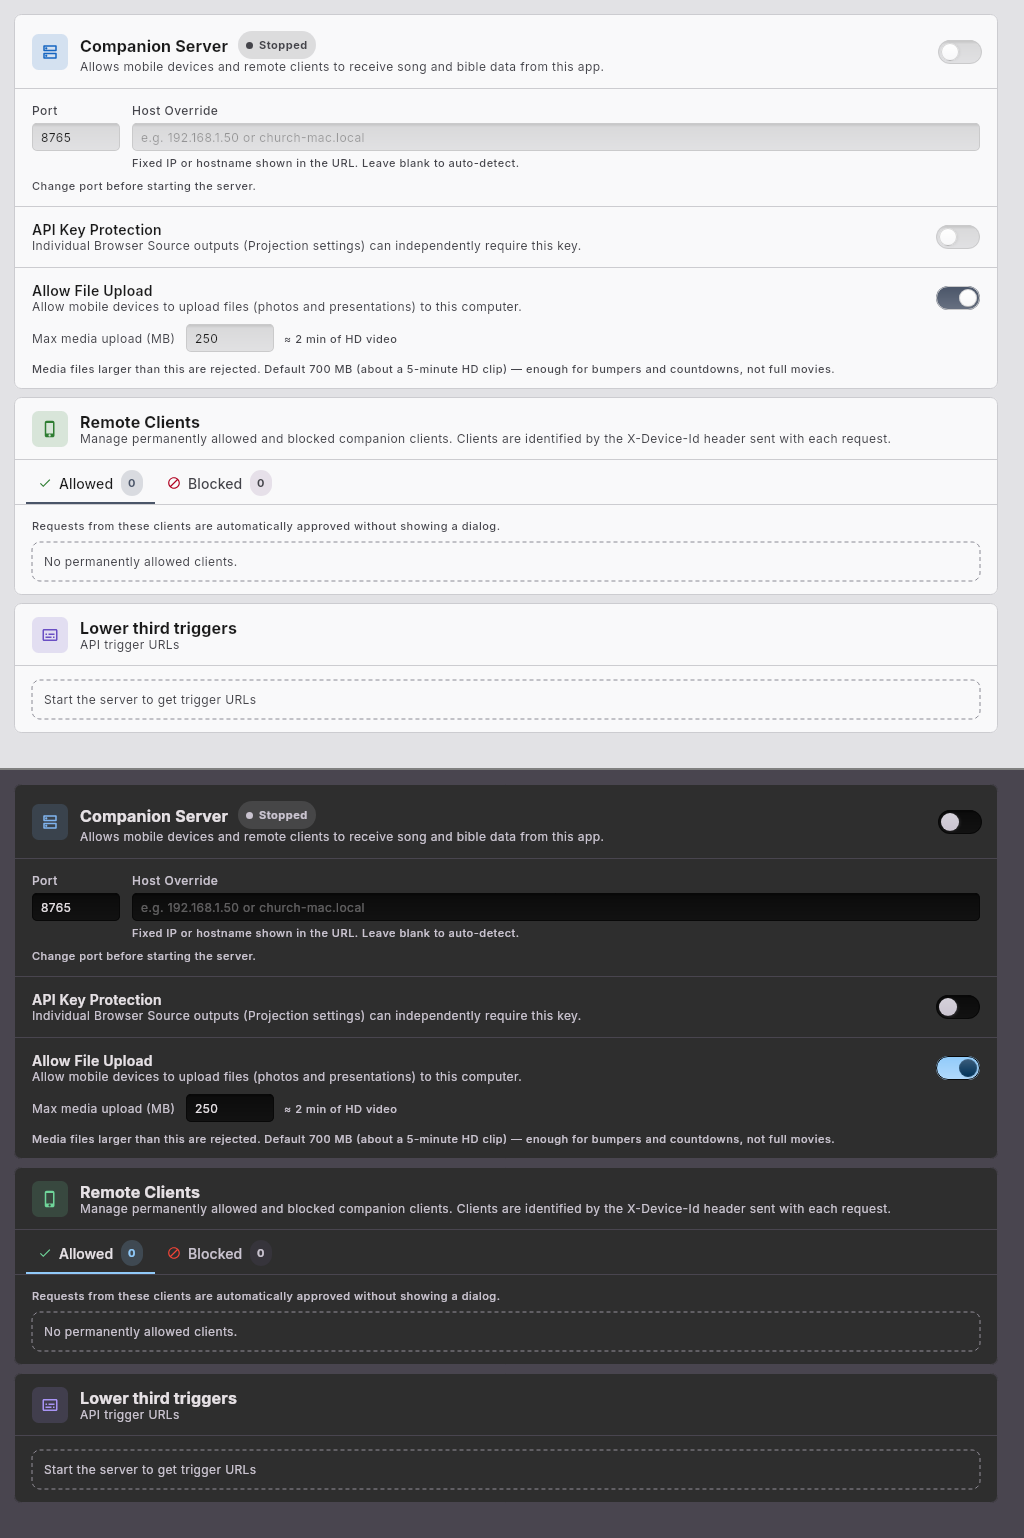 Companion Server
Stopped
Allows mobile devices and remote clients to receive song and bible data from this app.
Port
Host Override
8765
e.g. 192.168.1.50 or church-mac.local
Fixed IP or hostname shown in the URL. Leave blank to auto-detect.
Change port before starting the server.
API Key Protection
Individual Browser Source outputs (Projection settings) can independently require this key.
Allow File Upload
Allow mobile devices to upload files (photos and presentations) to this computer.
Max media upload (MB)
250
≈ 2 min of HD video
Media files larger than this are rejected. Default 700 MB (about a 5-minute HD clip) — enough for bumpers and countdowns, not full movies.
Remote Clients
Manage permanently allowed and blocked companion clients. Clients are identified by the X-Device-Id header sent with each request.
Allowed 0
Blocked 0
Requests from these clients are automatically approved without showing a dialog.
No permanently allowed clients.
Lower third triggers
API trigger URLs
Start the server to get trigger URLs
Companion Server
Stopped
Allows mobile devices and remote clients to receive song and bible data from this app.
Port
Host Override
8765
e.g. 192.168.1.50 or church-mac.local
Fixed IP or hostname shown in the URL. Leave blank to auto-detect.
Change port before starting the server.
API Key Protection
Individual Browser Source outputs (Projection settings) can independently require this key.
Allow File Upload
Allow mobile devices to upload files (photos and presentations) to this computer.
Max media upload (MB)
250
≈ 2 min of HD video
Media files larger than this are rejected. Default 700 MB (about a 5-minute HD clip) — enough for bumpers and countdowns, not full movies.
Remote Clients
Manage permanently allowed and blocked companion clients. Clients are identified by the X-Device-Id header sent with each request.
Allowed 0
Blocked 0
Requests from these clients are automatically approved without showing a dialog.
No permanently allowed clients.
Lower third triggers
API trigger URLs
Start the server to get trigger URLs